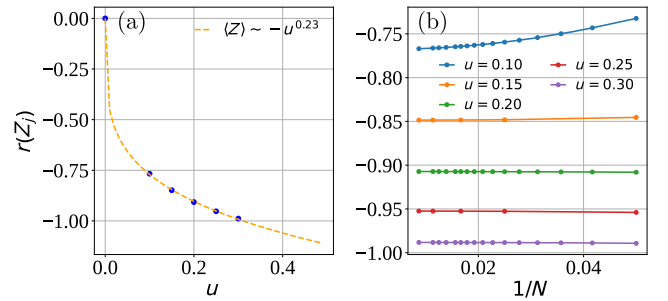 (a)
⟨Z⟩ ∼ −u^0.23
0.00
−0.25
−0.50
−0.75
−1.00
r(Z_j)
0.0
0.2
0.4
u
(b)
−0.75
−0.80
−0.85
−0.90
−0.95
−1.00
u = 0.10
u = 0.15
u = 0.20
u = 0.25
u = 0.30
0.02
0.04
1/N